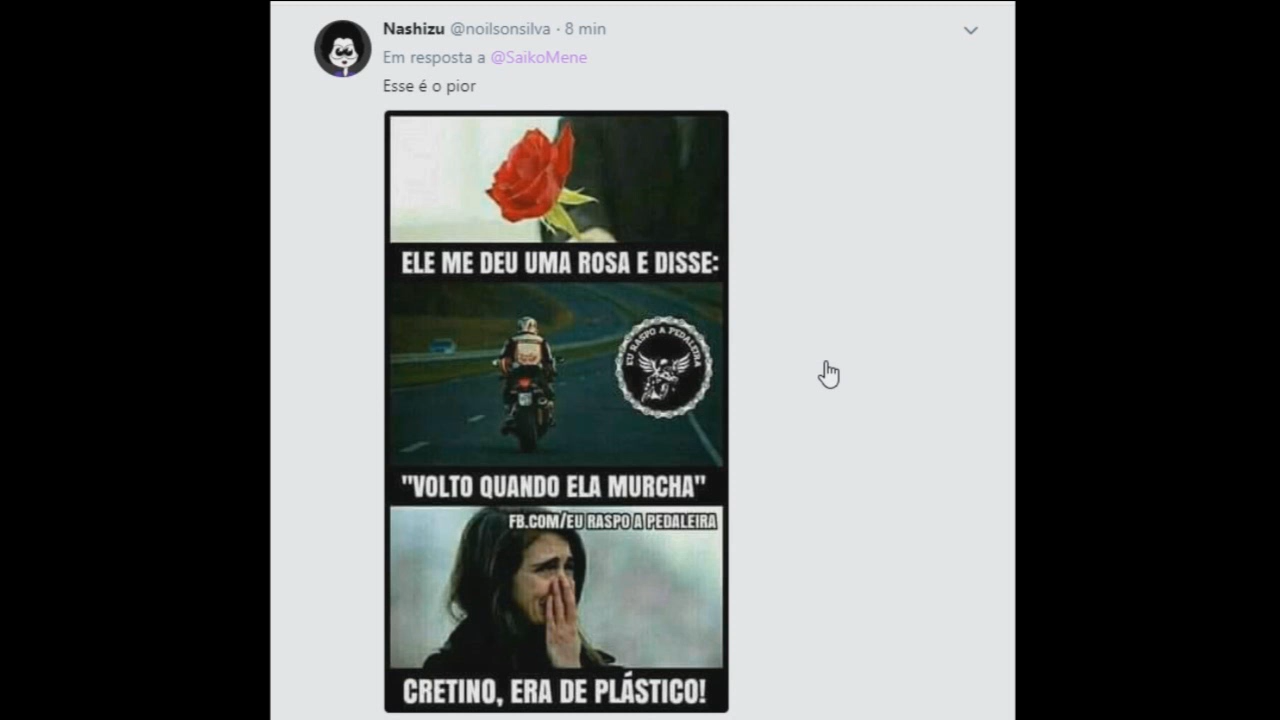 Nashizu @noilsonsilva · 8 min
Em resposta a @SaikoMene
Esse é o pior
ELE ME DEU UMA ROSA E DISSE:
EU RASPO A PEDALEIRA
"VOLTO QUANDO ELA MURCHA"
FB.COM/EU RASPO A PEDALEIRA
CRETINO, ERA DE PLÁSTICO!